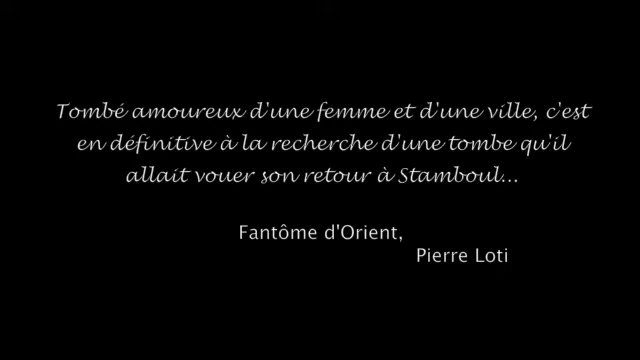 Tombé amoureux d'une femme et d'une ville, c'est
en définitive à la recherche d'une tombe qu'il
allait vouer son retour à Stamboul...
Fantôme d'Orient,
Pierre Loti